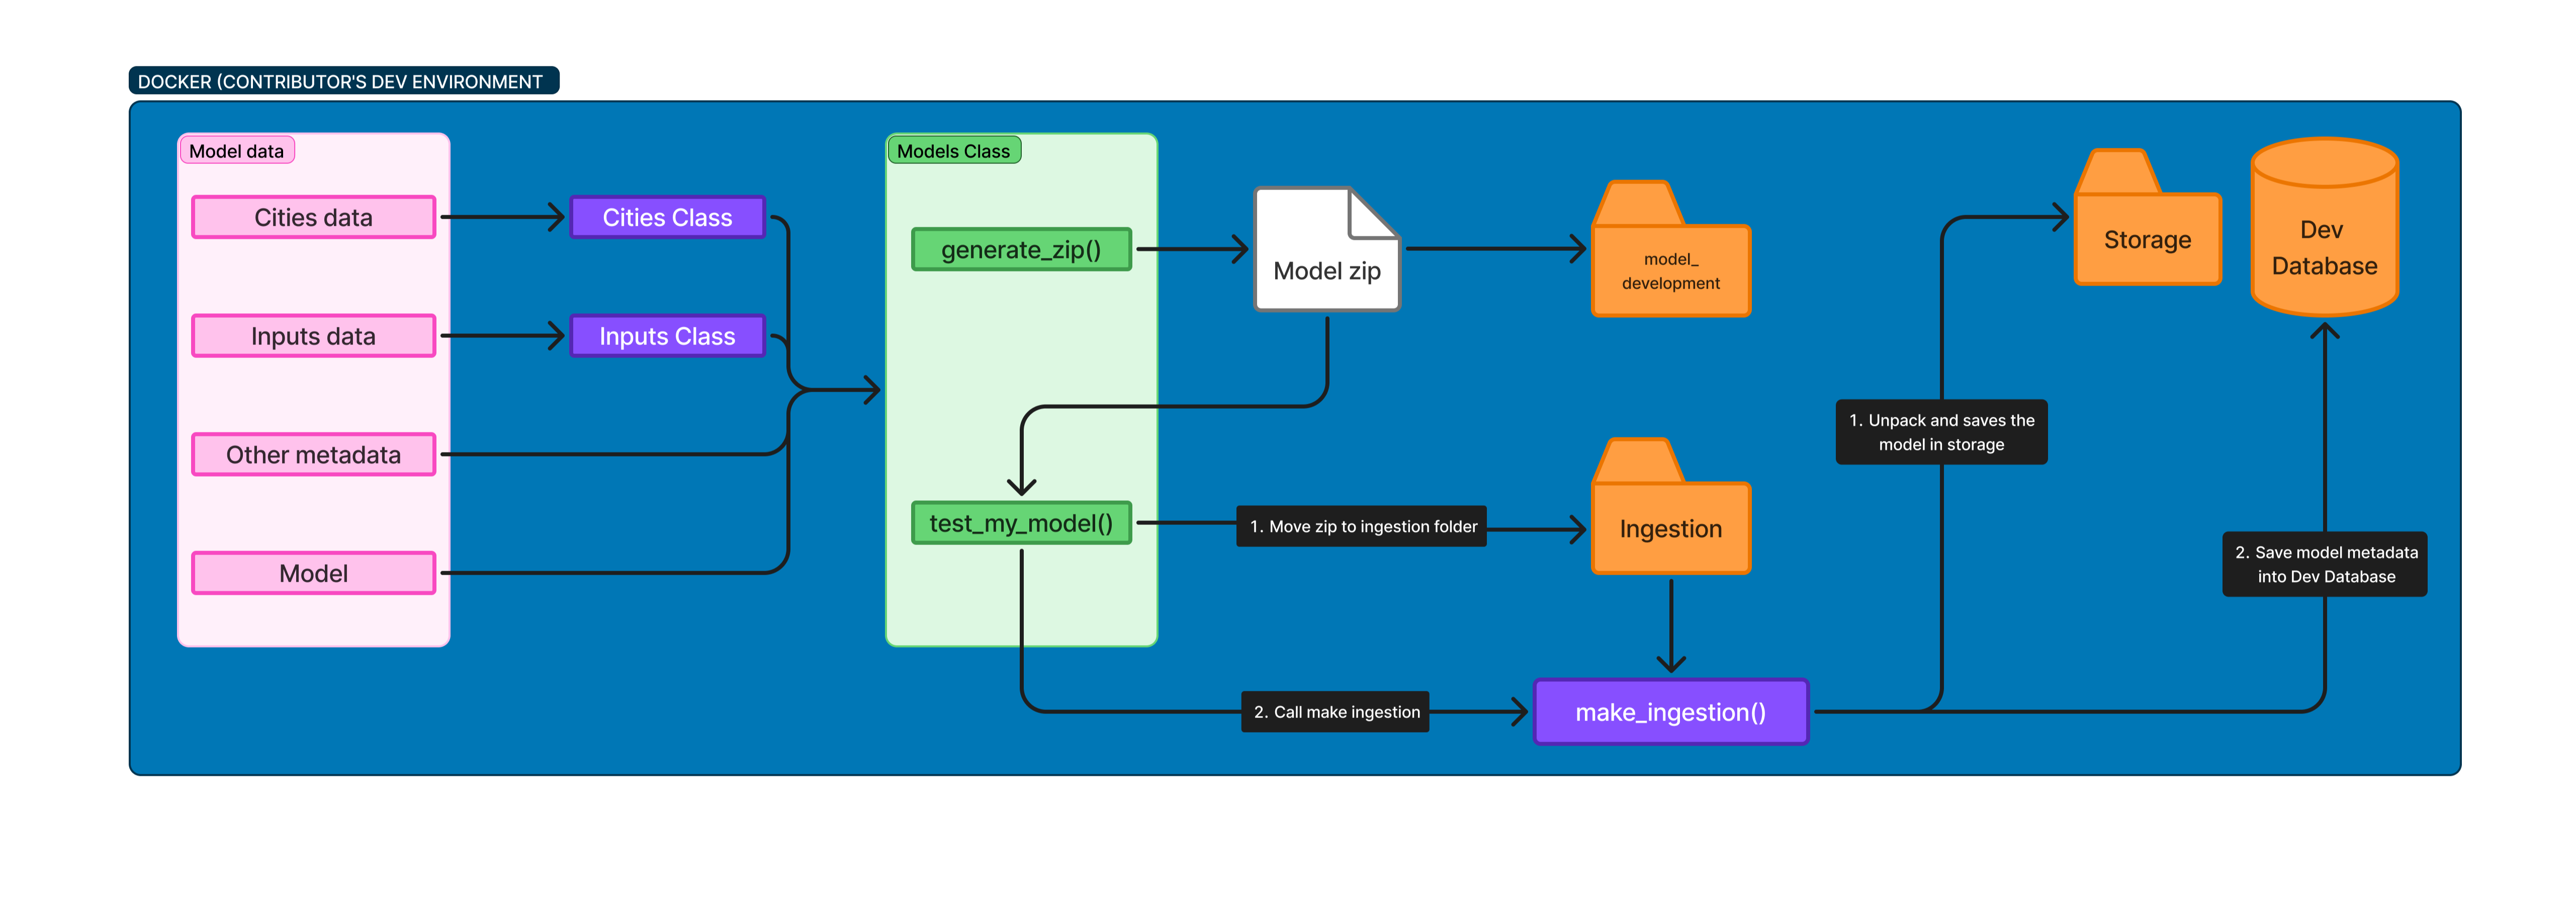 DOCKER (CONTRIBUTOR'S DEV ENVIRONMENT
Model data
Cities data
Inputs data
Other metadata
Model
Cities Class
Inputs Class
Models Class
generate_zip()
test_my_model()
Model zip
model_
development
1. Move zip to ingestion folder
Ingestion
2. Call make ingestion
make_ingestion()
1. Unpack and saves the
model in storage
Storage
Dev
Database
2. Save model metadata
into Dev Database